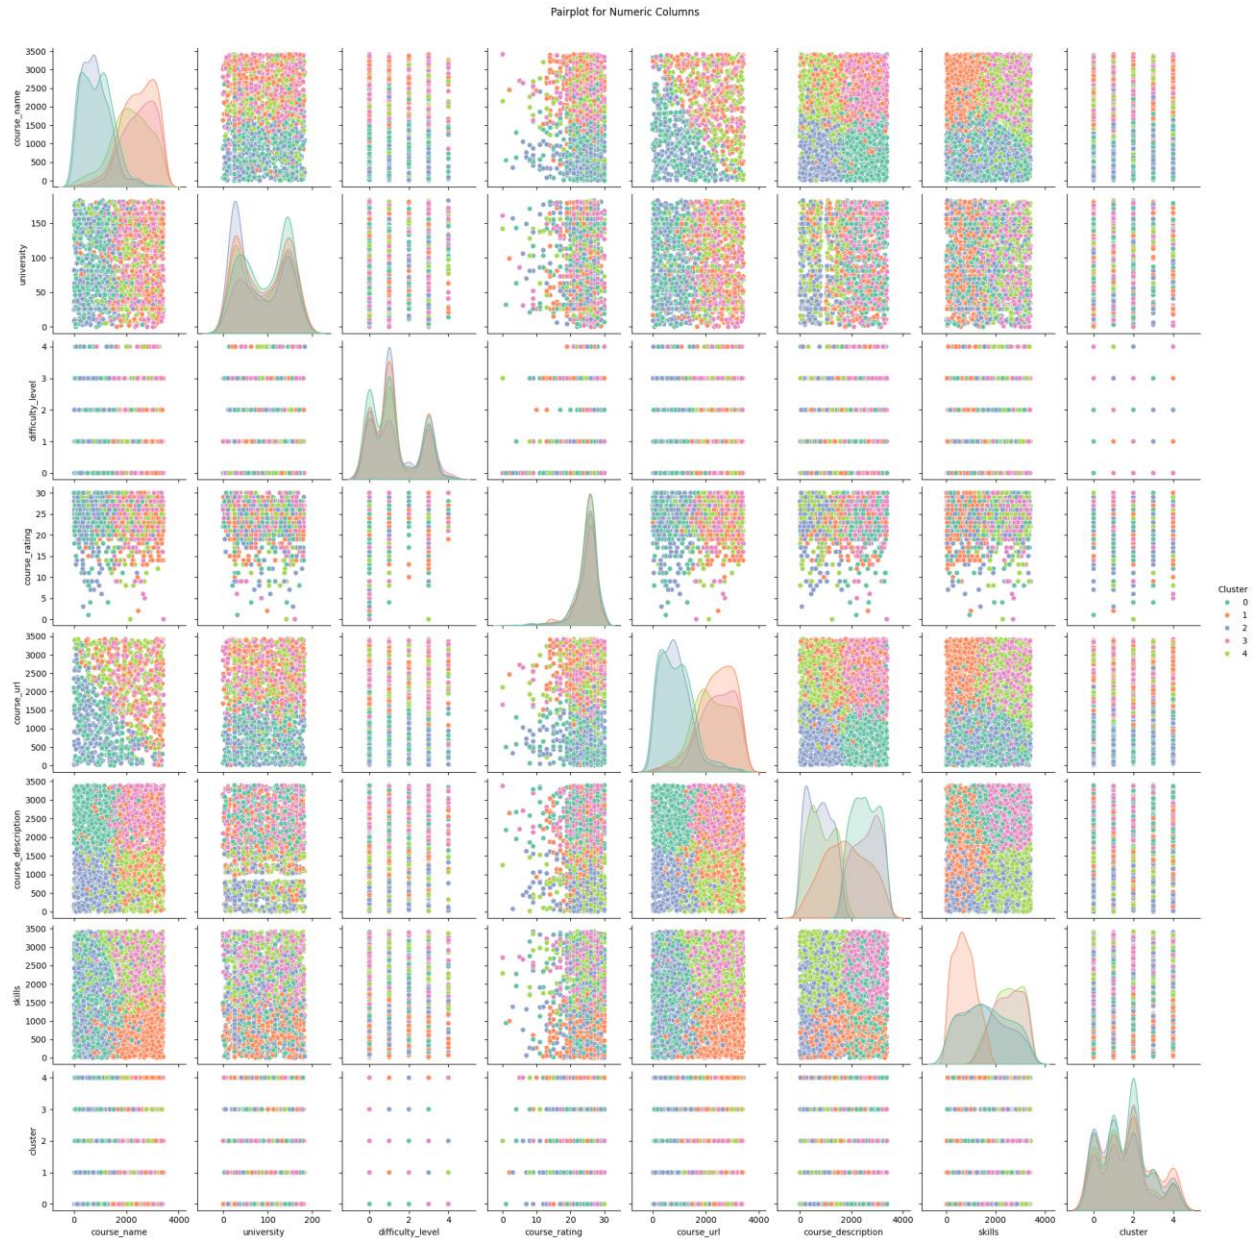 Pairplot for Numeric Columns
3500
3000
2500
2000
1500
1000
500
0
course_name
150
100
50
0
university
4
3
2
1
0
difficulty_level
30
25
20
15
10
5
0
course_rating
3500
3000
2500
2000
1500
1000
500
0
course_url
3500
3000
2500
2000
1500
1000
500
0
course_description
3500
3000
2500
2000
1500
1000
500
0
skills
4
3
2
1
0
cluster
0 2000 4000
0 100 200
0 2 4
0 10 20 30
0 2000 4000
0 2000 4000
0 2000 4000
0 2 4
course_name
university
difficulty_level
course_rating
course_url
course_description
skills
cluster
Cluster
0
1
2
3
4